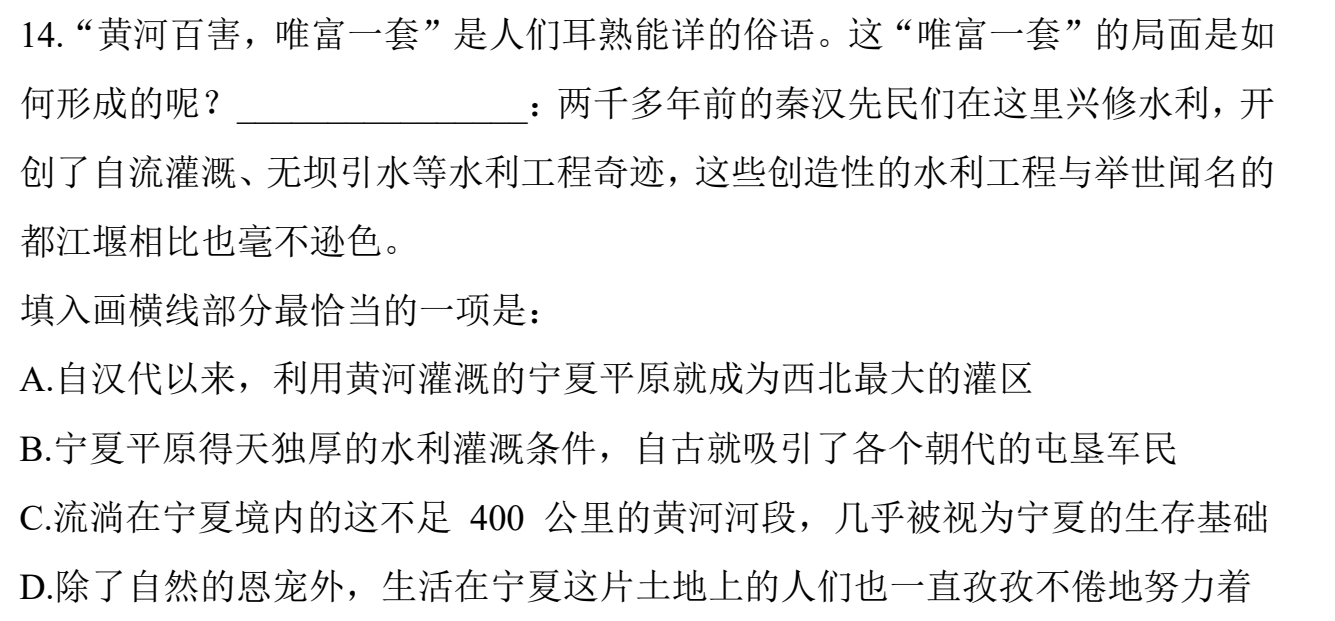 14.“黄河百害，唯富一套”是人们耳熟能详的俗语。这“唯富一套”的局面是如
何形成的呢？________________：两千多年前的秦汉先民们在这里兴修水利，开
创了自流灌溉、无坝引水等水利工程奇迹，这些创造性的水利工程与举世闻名的
都江堰相比也毫不逊色。
填入画横线部分最恰当的一项是：
A.自汉代以来，利用黄河灌溉的宁夏平原就成为西北最大的灌区
B.宁夏平原得天独厚的水利灌溉条件，自古就吸引了各个朝代的屯垦军民
C.流淌在宁夏境内的这不足 400 公里的黄河河段，几乎被视为宁夏的生存基础
D.除了自然的恩宠外，生活在宁夏这片土地上的人们也一直孜孜不倦地努力着